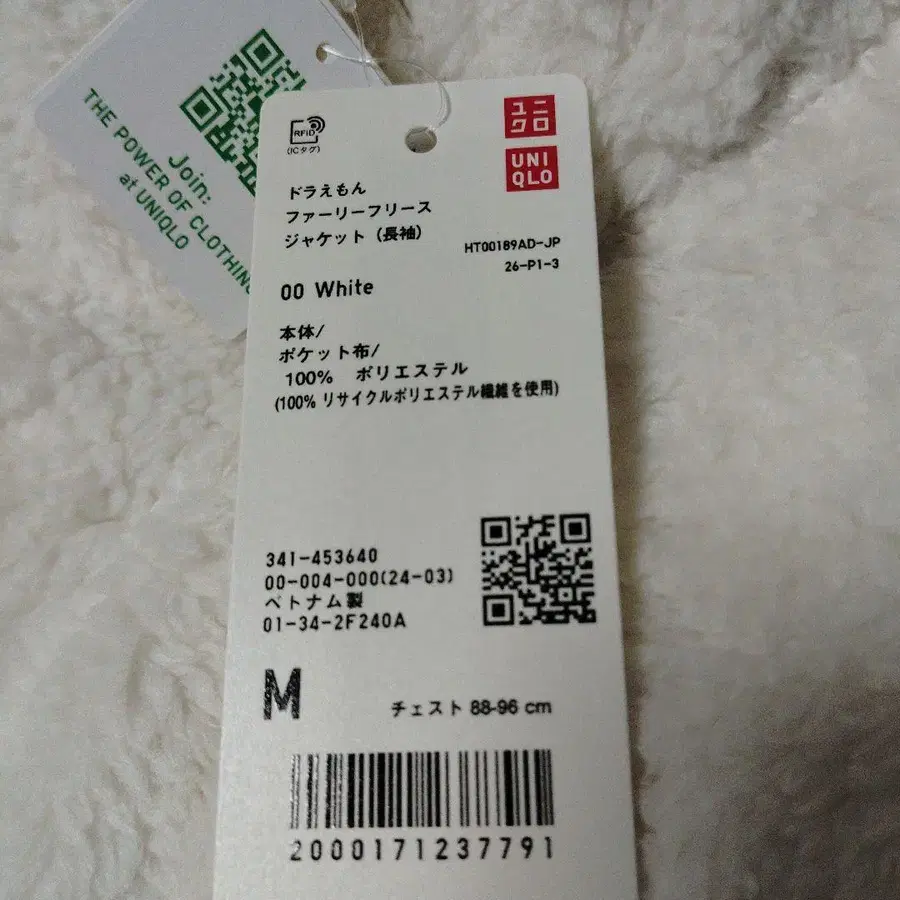 Join:
THE POWER OF CLOTHING
at UNIQLO
RFiD
(ICタグ)
ユニ
クロ
UNI
QLO
ドラえもん
ファーリーフリース
ジャケット（長袖）
HT00189AD-JP
26-P1-3
00 White
本体/
ポケット布/
100% ポリエステル
(100% リサイクルポリエステル繊維を使用)
341-453640
00-004-000(24-03)
ベトナム製
01-34-2F240A
M
チェスト 88-96 cm
2000171237791